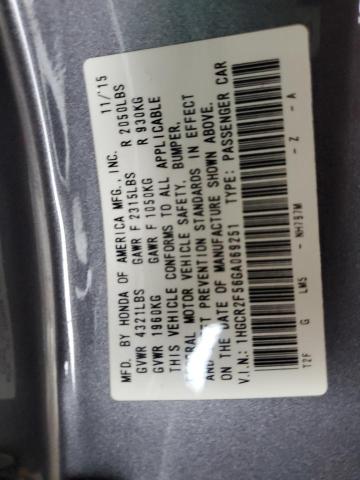 MFD. BY HONDA OF AMERICA MFG., INC. 11/'15
GVWR 4321LBS GAWR F 2315LBS R 2050LBS
GVWR 1960KG GAWR F 1050KG R 930KG
THIS VEHICLE CONFORMS TO ALL APPLICABLE
FEDERAL MOTOR VEHICLE SAFETY, BUMPER,
AND THEFT PREVENTION STANDARDS IN EFFECT
ON THE DATE OF MANUFACTURE SHOWN ABOVE.
V.I.N.: 1HGCR2F56GA069251 TYPE: PASSENGER CAR
T2F G LM5 - NH797M - Z - A